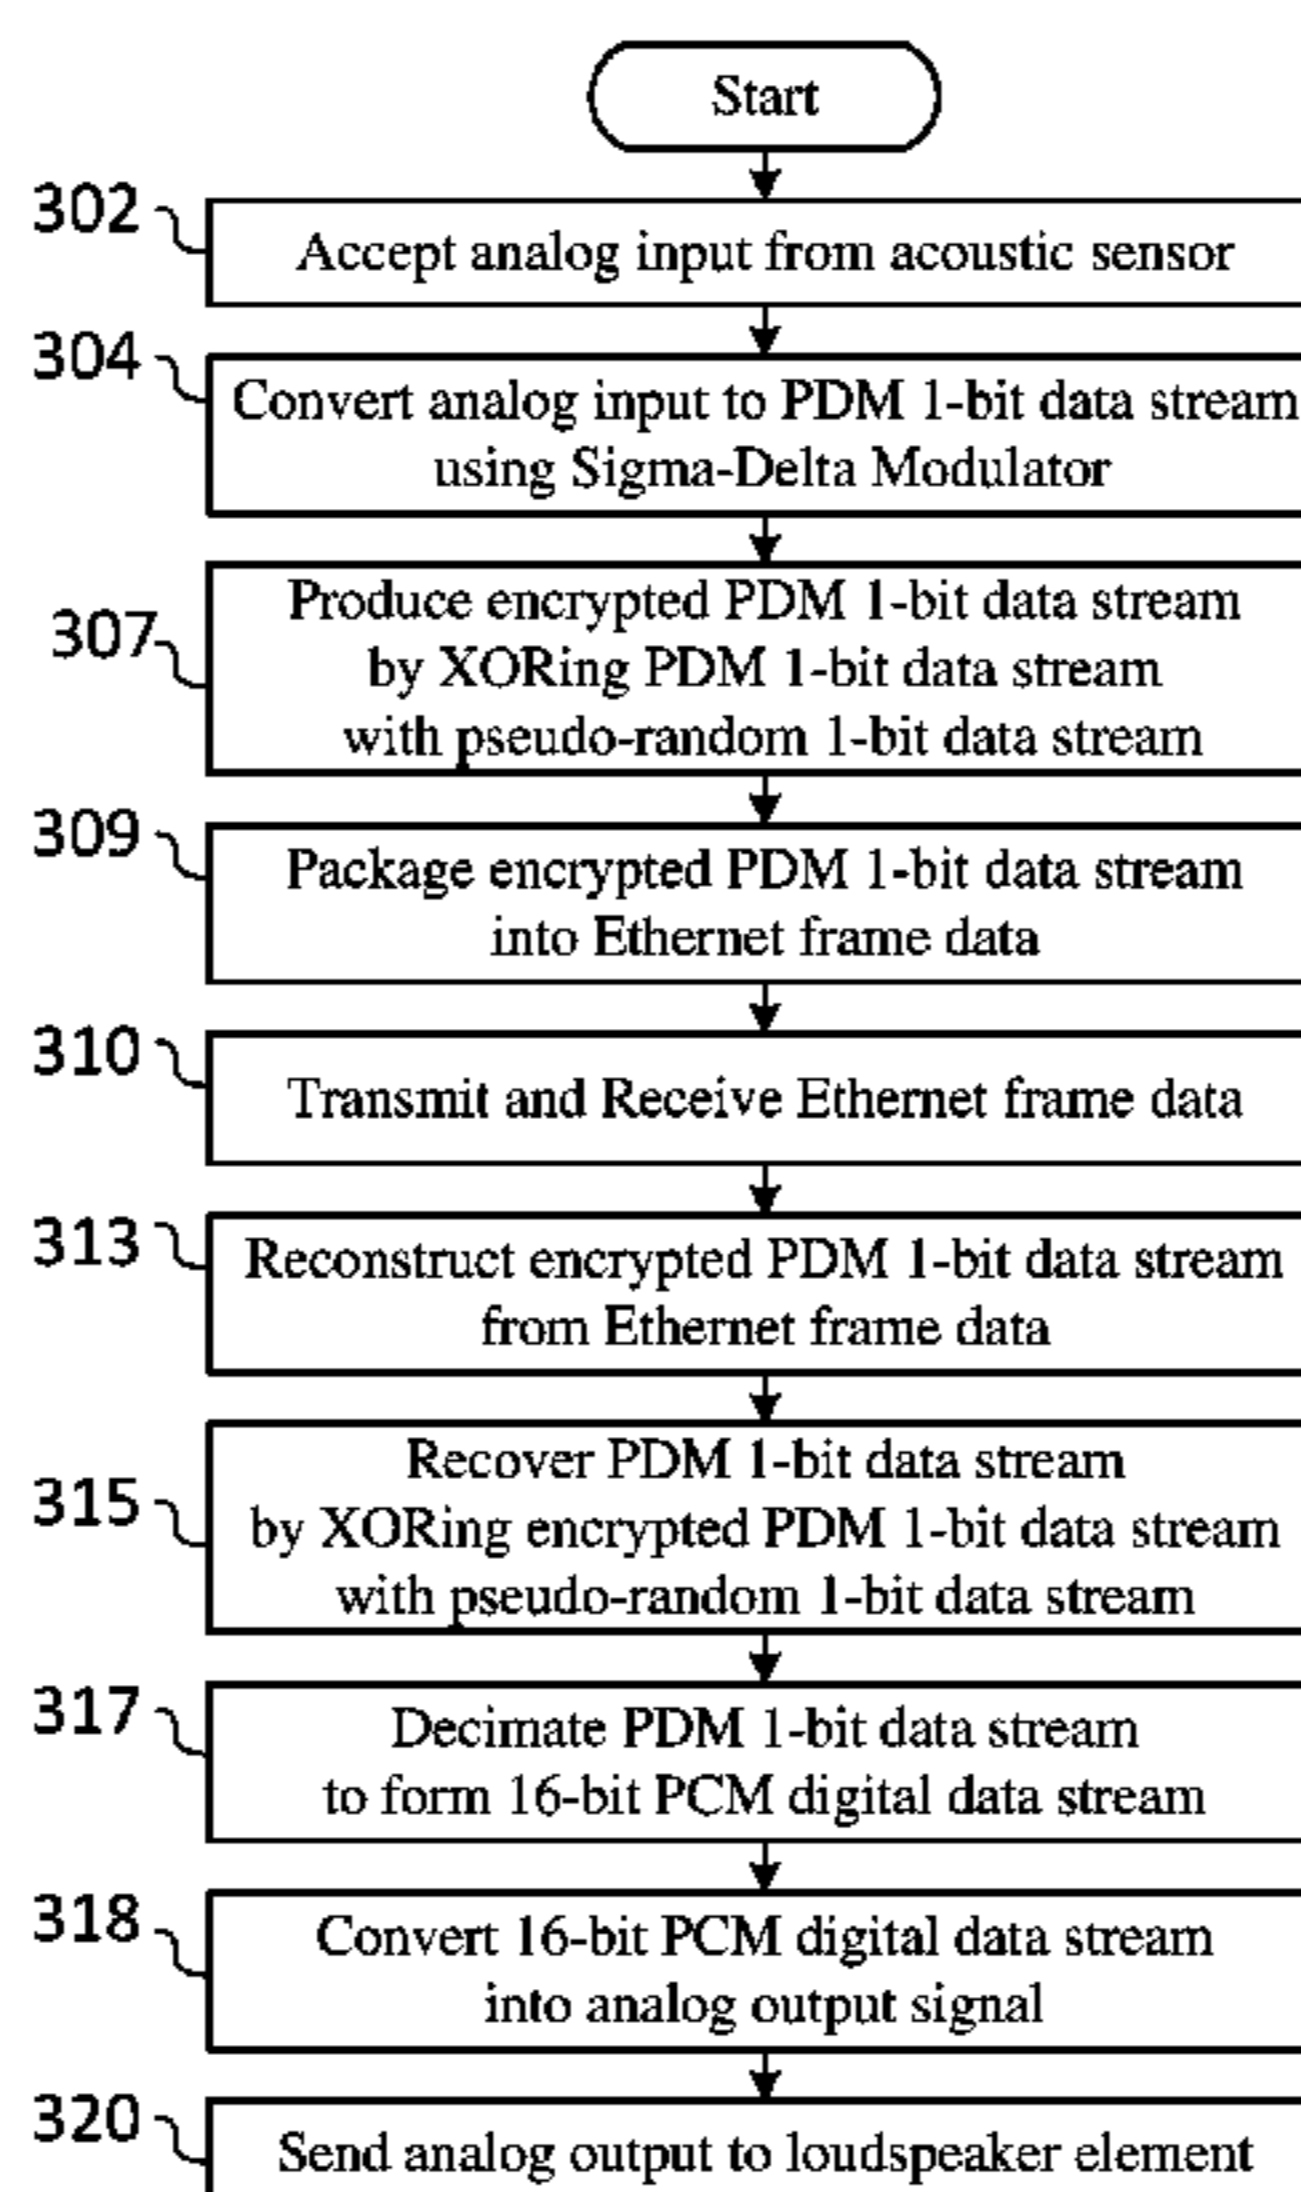 Start
302
Accept analog input from acoustic sensor
304
Convert analog input to PDM 1-bit data stream
using Sigma-Delta Modulator
307
Produce encrypted PDM 1-bit data stream
by XORing PDM 1-bit data stream
with pseudo-random 1-bit data stream
309
Package encrypted PDM 1-bit data stream
into Ethernet frame data
310
Transmit and Receive Ethernet frame data
313
Reconstruct encrypted PDM 1-bit data stream
from Ethernet frame data
315
Recover PDM 1-bit data stream
by XORing encrypted PDM 1-bit data stream
with pseudo-random 1-bit data stream
317
Decimate PDM 1-bit data stream
to form 16-bit PCM digital data stream
318
Convert 16-bit PCM digital data stream
into analog output signal
320
Send analog output to loudspeaker element